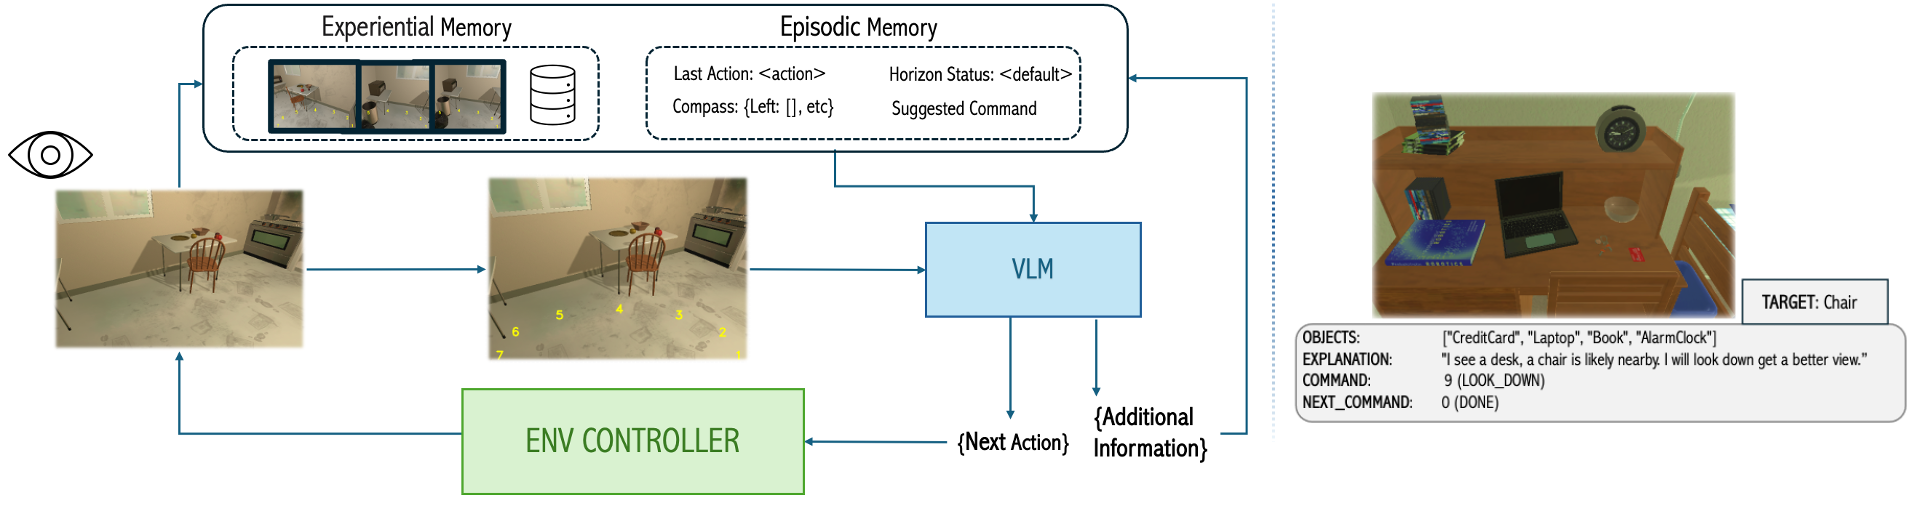 Experiential Memory
Episodic Memory
Last Action: <action>
Horizon Status: <default>
Compass: {Left: [], etc}
Suggested Command
5
4
3
6
2
7
1
VLM
ENV CONTROLLER
{Next Action}
{Additional
Information}
ROBOTICS
TARGET: Chair
OBJECTS: ["CreditCard", "Laptop", "Book", "AlarmClock"]
EXPLANATION: "I see a desk, a chair is likely nearby. I will look down get a better view.”
COMMAND: 9 (LOOK_DOWN)
NEXT_COMMAND: 0 (DONE)